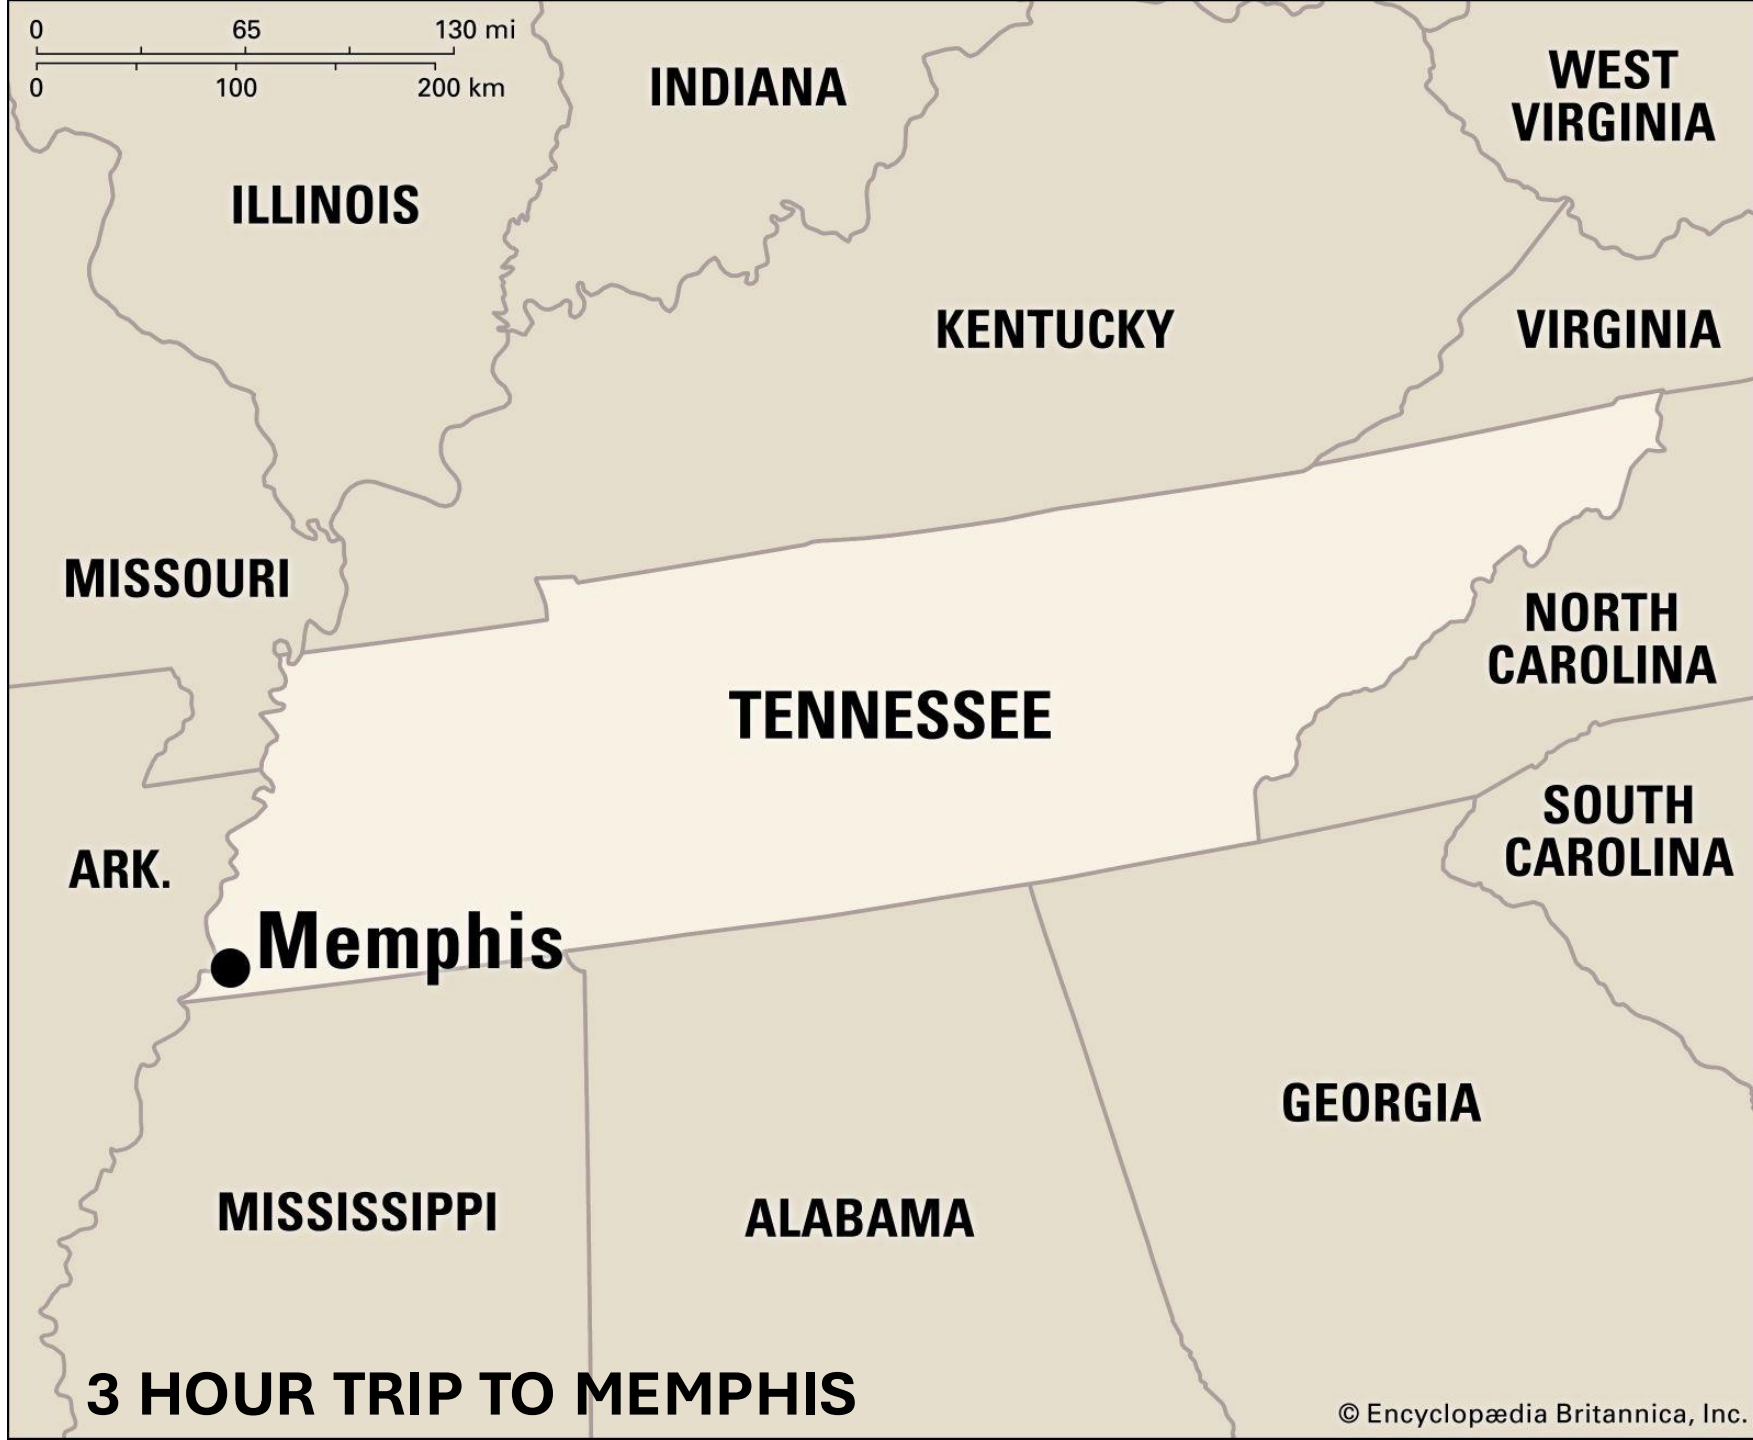 0 65 130 mi
0 100 200 km
INDIANA
WEST
VIRGINIA
ILLINOIS
KENTUCKY
VIRGINIA
MISSOURI
NORTH
CAROLINA
TENNESSEE
SOUTH
CAROLINA
ARK.
Memphis
GEORGIA
MISSISSIPPI
ALABAMA
3 HOUR TRIP TO MEMPHIS
© Encyclopædia Britannica, Inc.